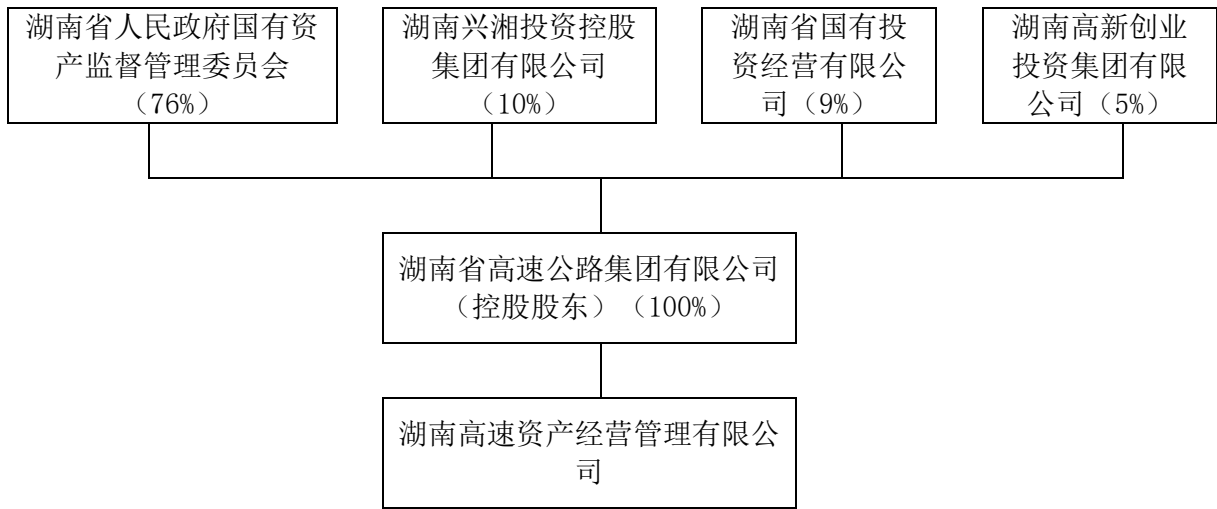 湖南省人民政府国有资
产监督管理委员会
（76%）
湖南兴湘投资控股
集团有限公司
（10%）
湖南省国有投
资经营有限公
司（9%）
湖南高新创业
投资集团有限
公司（5%）
湖南省高速公路集团有限公司
（控股股东）（100%）
湖南高速资产经营管理有限公
司